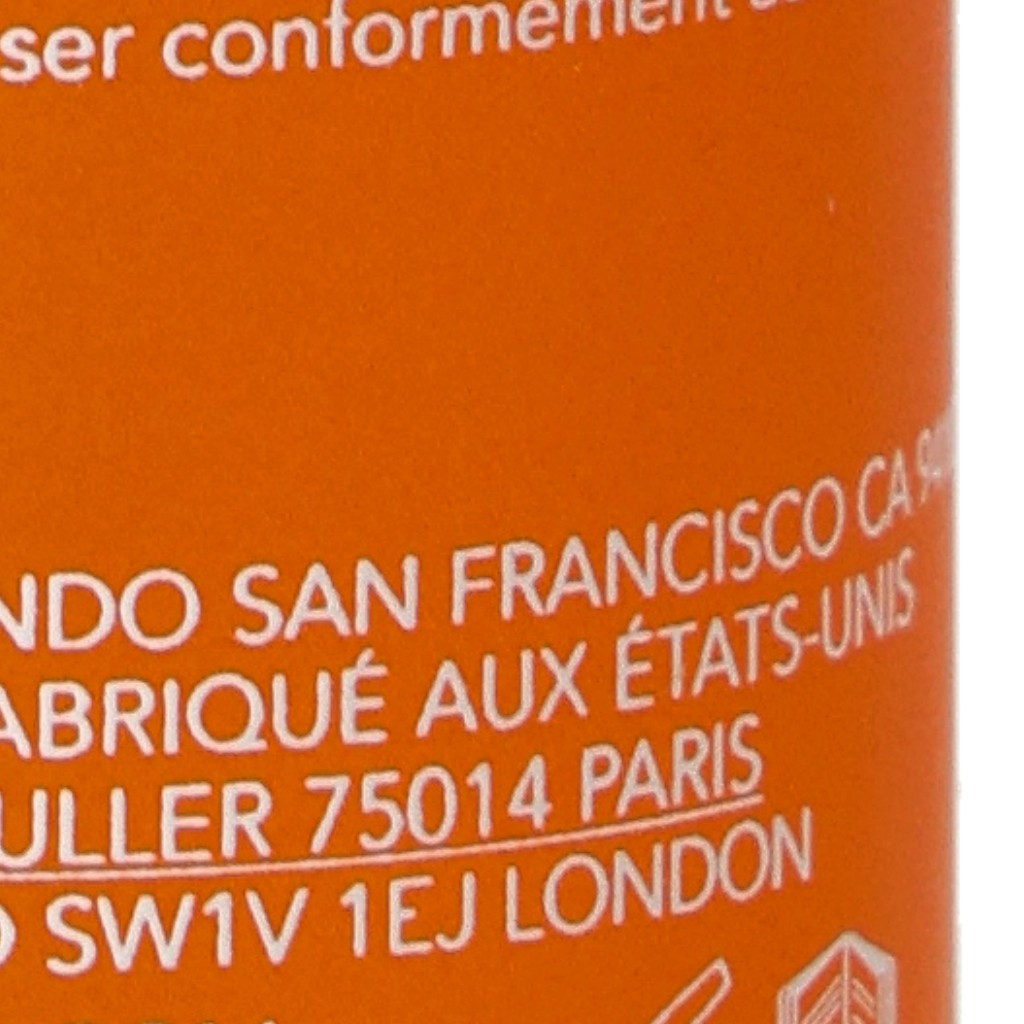 ser conformément
NDO SAN FRANCISCO CA
ABRIQUÉ AUX ÉTATS-UNIS
ULLER 75014 PARIS
SW1V 1EJ LONDON